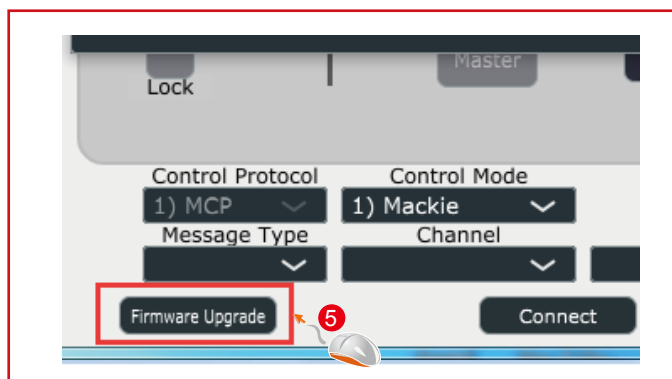 Master
Lock
Control Protocol Control Mode
1) MCP 1) Mackie
Message Type Channel
Firmware Upgrade 5 Connect